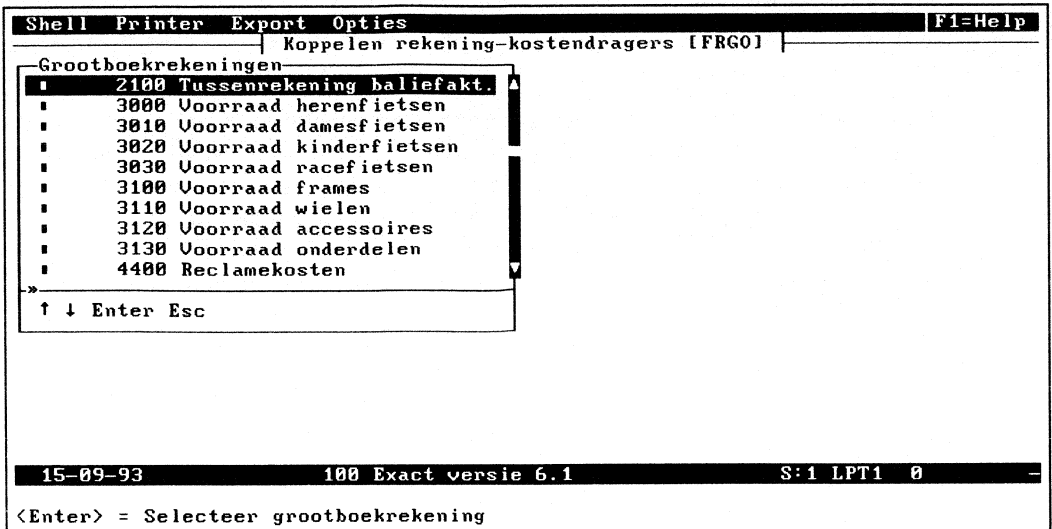 Shell Printer Export Opties F1=Help
Koppelen rekening-kostendragers [FRGO]
Grootboekrekeningen
2100 Tussenrekening baliefakt.
3000 Voorraad herenfietsen
3010 Voorraad damesfietsen
3020 Voorraad kinderfietsen
3030 Voorraad racefietsen
3100 Voorraad frames
3110 Voorraad wielen
3120 Voorraad accessoires
3130 Voorraad onderdelen
4400 Reclamekosten
»
↑ ↓ Enter Esc
15-09-93 100 Exact versie 6.1 S:1 LPT1 0 -
<Enter> = Selecteer grootboekrekening